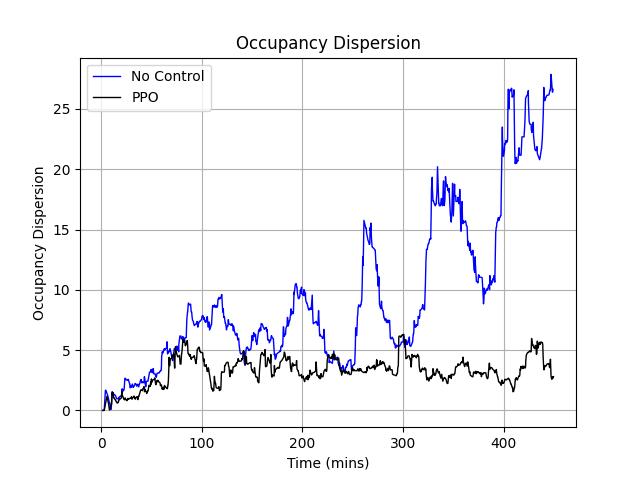 Occupancy Dispersion
No Control
PPO
Occupancy Dispersion
25
20
15
10
5
0
0 100 200 300 400
Time (mins)